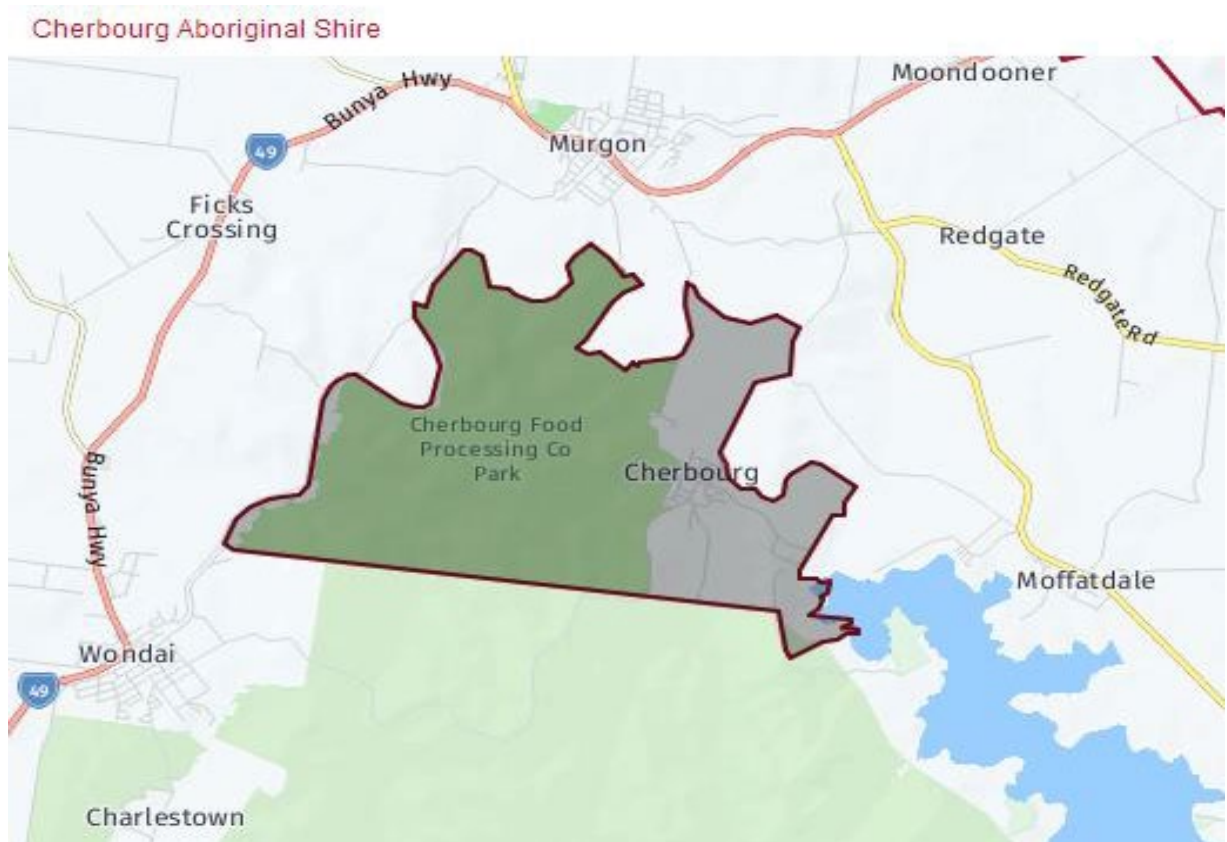 Cherbourg Aboriginal Shire
Moondooner
Bunya Hwy
49
Murgon
Ficks
Crossing
Redgate
Redgate Rd
Cherbourg Food
Processing Co
Park
Cherbourg
Bunya Hwy
Moffatdale
Wondai
49
Charlestown